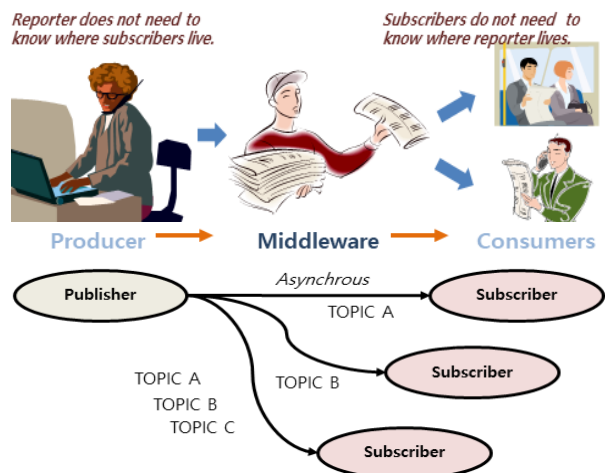 Reporter does not need to
know where subscribers live.
Subscribers do not need to
know where reporter lives.
Producer
Middleware
Consumers
Publisher
Asynchrous
Subscriber
TOPIC A
Subscriber
TOPIC B
TOPIC A
TOPIC B
TOPIC C
Subscriber